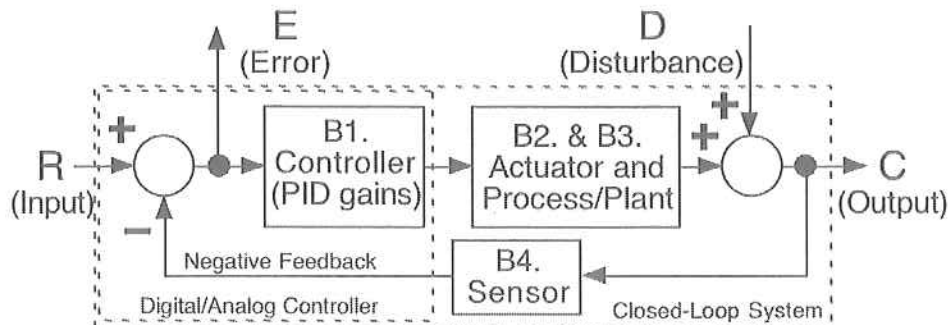 E
(Error)
D
(Disturbance)
+
+
+
R
(Input)
−
B1.
Controller
(PID gains)
B2. & B3.
Actuator and
Process/Plant
C
(Output)
Negative Feedback
B4.
Sensor
Digital/Analog Controller
Closed-Loop System